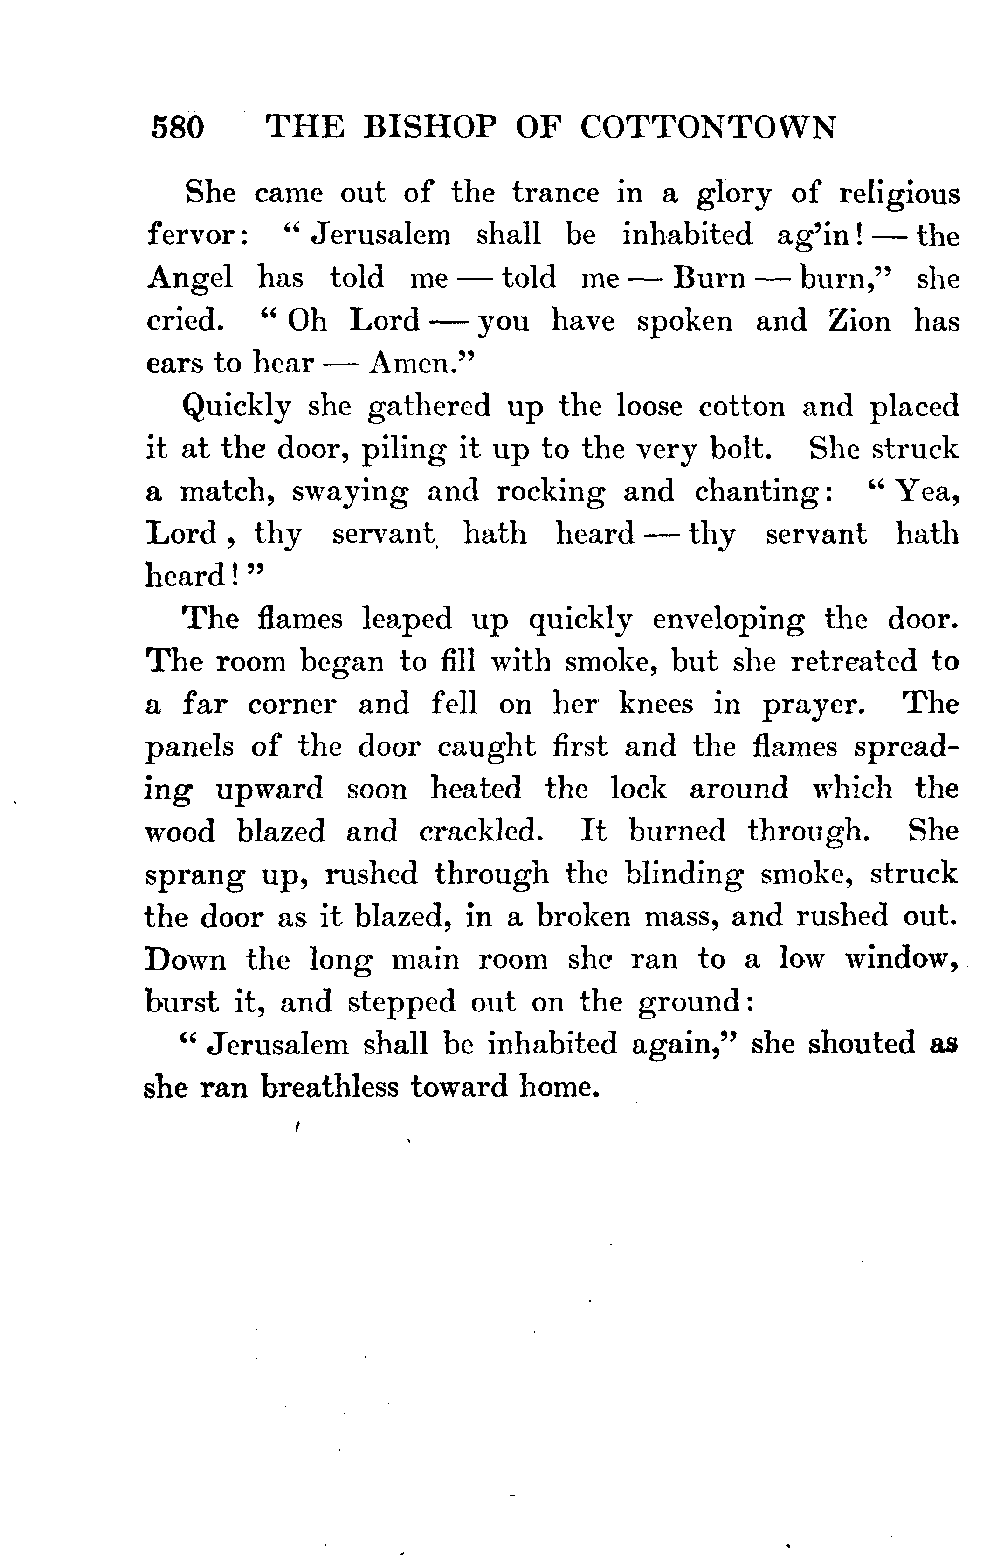 580 THE BISHOP OF COTTONTOWN
She came out of the trance in a glory of religious
fervor: “ Jerusalem shall be inhabited ag’in! — the
Angel has told me — told me — Burn — burn,” she
cried. “ Oh Lord — you have spoken and Zion has
ears to hear — Amen.”
Quickly she gathered up the loose cotton and placed
it at the door, piling it up to the very bolt. She struck
a match, swaying and rocking and chanting: “ Yea,
Lord , thy servant hath heard — thy servant hath
heard! ”
The flames leaped up quickly enveloping the door.
The room began to fill with smoke, but she retreated to
a far corner and fell on her knees in prayer. The
panels of the door caught first and the flames spread-
ing upward soon heated the lock around which the
wood blazed and crackled. It burned through. She
sprang up, rushed through the blinding smoke, struck
the door as it blazed, in a broken mass, and rushed out.
Down the long main room she ran to a low window,
burst it, and stepped out on the ground:
“ Jerusalem shall be inhabited again,” she shouted as
she ran breathless toward home.